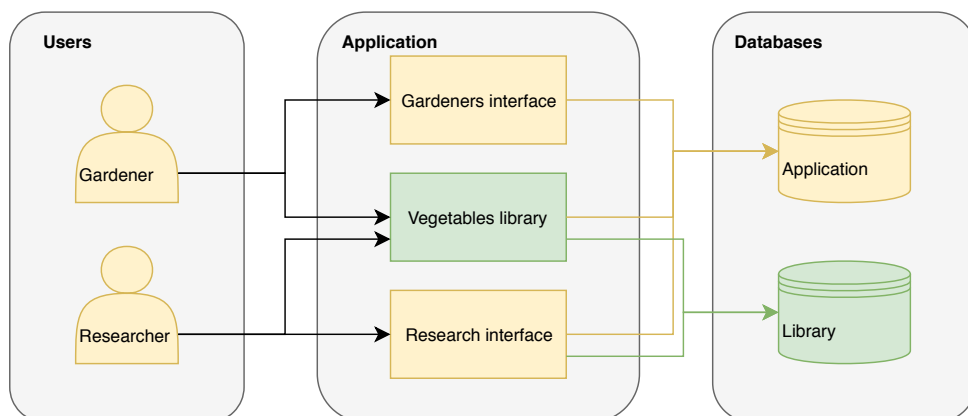 Users
Application
Databases
Gardener
Researcher
Gardeners interface
Vegetables library
Research interface
Application
Library